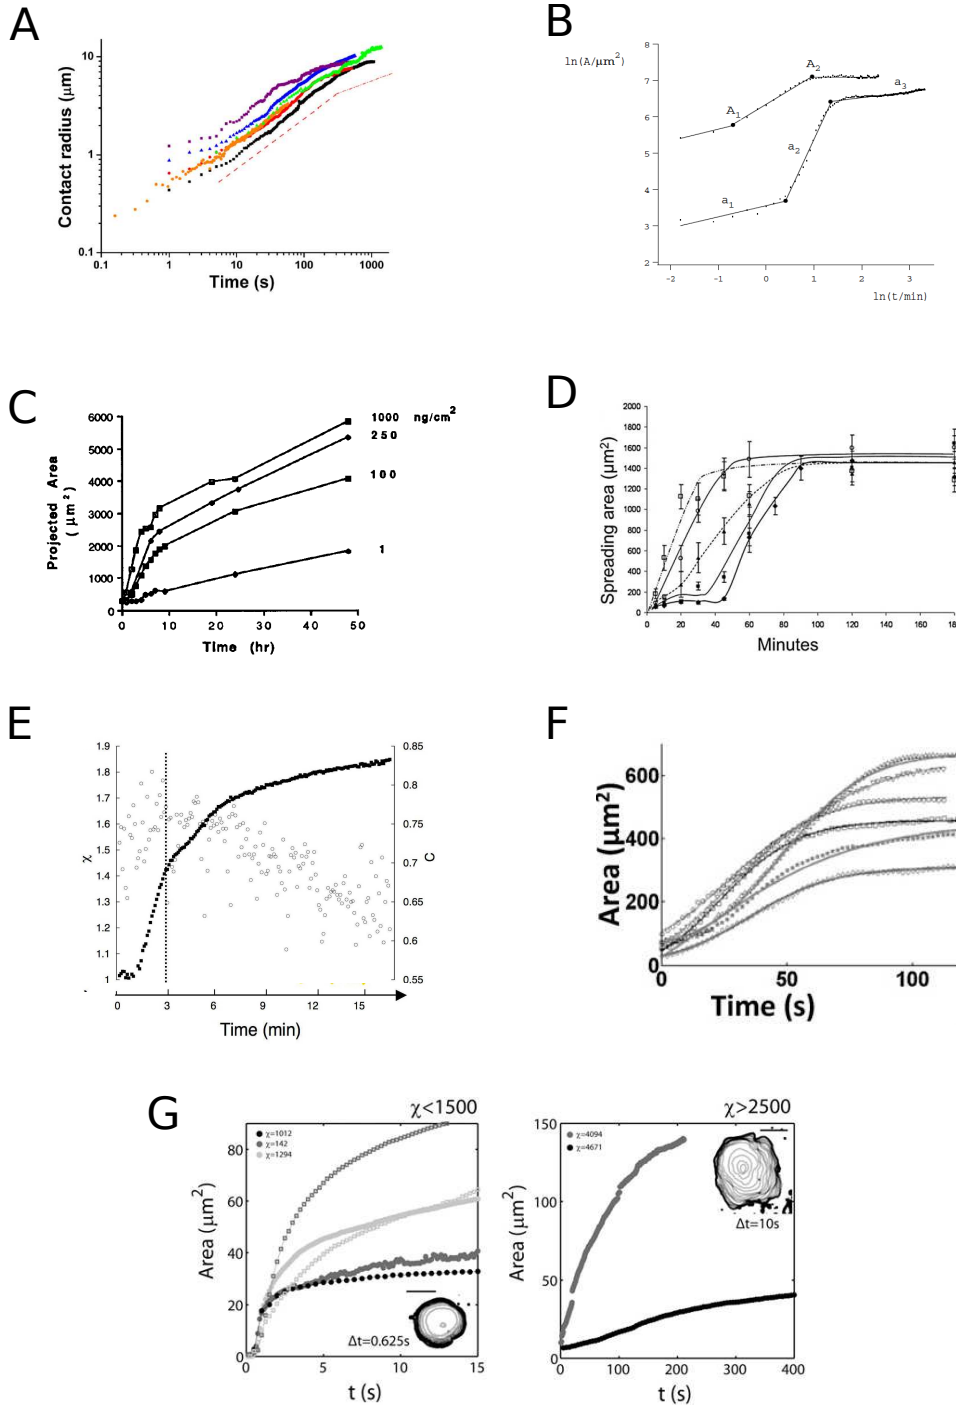 A
Contact radius (μm)
10
1
0.1
0.1 1 10 100 1000
Time (s)
B
ln(A/μm²)
8
7
6
5
4
3
2
A₁
A₂
a₁
a₂
a₃
-2 -1 0 1 2 3
ln(t/min)
C
Projected Area
(μm²)
6000
5000
4000
3000
2000
1000
0
1000 ng/cm²
250
100
1
0 10 20 30 40 50
Time (hr)
D
Spreading area (μm²)
2000
1800
1600
1400
1200
1000
800
600
400
200
0
0 20 40 60 80 100 120 140 160 180
Minutes
E
χ
1.9
1.8
1.7
1.6
1.5
1.4
1.3
1.2
1.1
1
0.85
0.8
0.75
0.7
0.65
0.6
0.55
C
0 3 6 9 12 15
Time (min)
F
Area (μm²)
600
400
200
0
0 50 100
Time (s)
G
χ<1500
χ=1012
χ=142
χ=1294
Area (μm²)
80
60
40
20
0
Δt=0.625s
0 5 10 15
t (s)
χ>2500
χ=4094
χ=4671
Area (μm²)
150
100
50
0
Δt=10s
0 100 200 300 400
t (s)